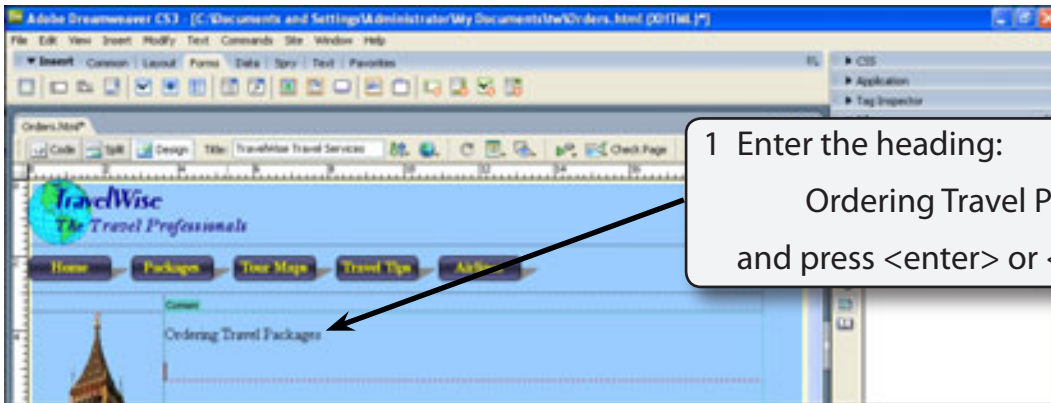 Adobe Dreamweaver CS3 - [C:\Documents and Settings\Administrator\My Documents\tw\Orders.html (XHTML)*]
File Edit View Insert Modify Text Commands Site Window Help
▼ Insert Common Layout Forms Data Spry Text Favorites
CSS
Application
Tag Inspector
Orders.html*
Code Split Design Title: TravelWise Travel Services Check Page
TravelWise
The Travel Professionals
Home Packages Tour Maps Travel Tips Airlines
Content
Ordering Travel Packages
1 Enter the heading:
Ordering Travel P
and press <enter> or <